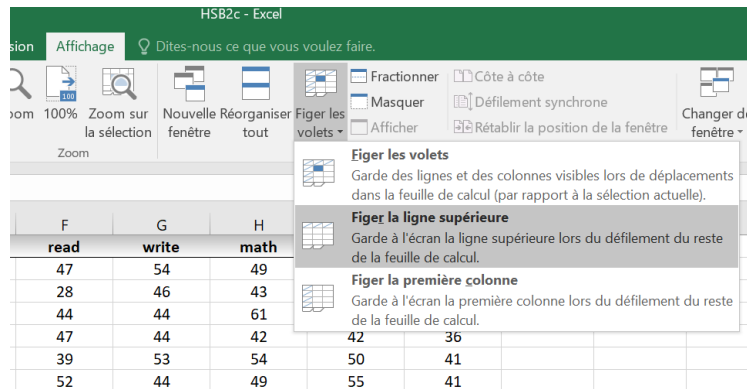 HSB2c - Excel
sion Affichage Dites-nous ce que vous voulez faire.
oom 100% Zoom sur la sélection Nouvelle fenêtre Réorganiser tout Figer les volets Fractionner Masquer Afficher Côte à côte Défilement synchrone Rétablir la position de la fenêtre Changer de fenêtre
100
Zoom
Figer les volets
Garde des lignes et des colonnes visibles lors de déplacements
dans la feuille de calcul (par rapport à la sélection actuelle).
Figer la ligne supérieure
Garde à l'écran la ligne supérieure lors du défilement du reste
de la feuille de calcul.
Figer la première colonne
Garde à l'écran la première colonne lors du défilement du reste
de la feuille de calcul.
F G H
read write math
47 54 49
28 46 43
44 44 61
47 44 42 42 36
39 53 54 50 41
52 44 49 55 41